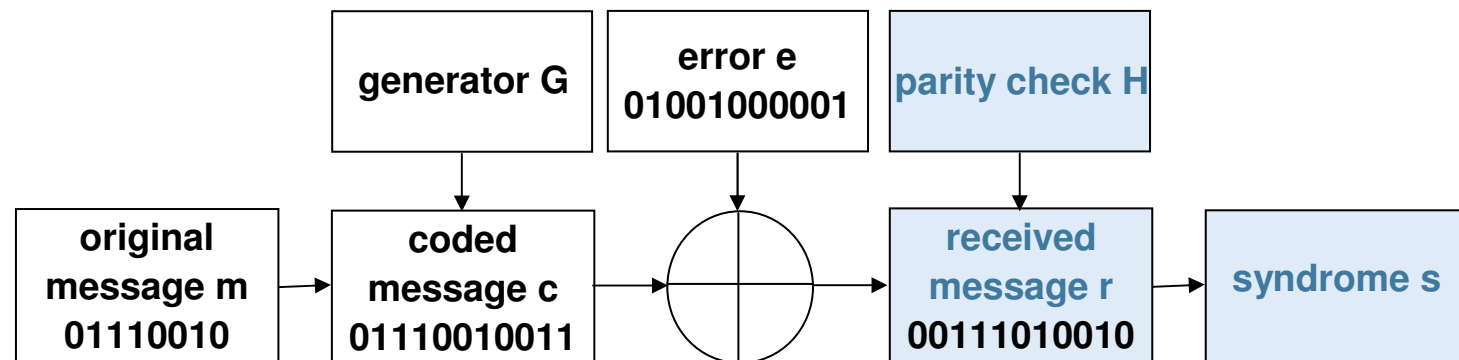 generator G
error e
01001000001
parity check H
original
message m
01110010
coded
message c
01110010011
received
message r
00111010010
syndrome s